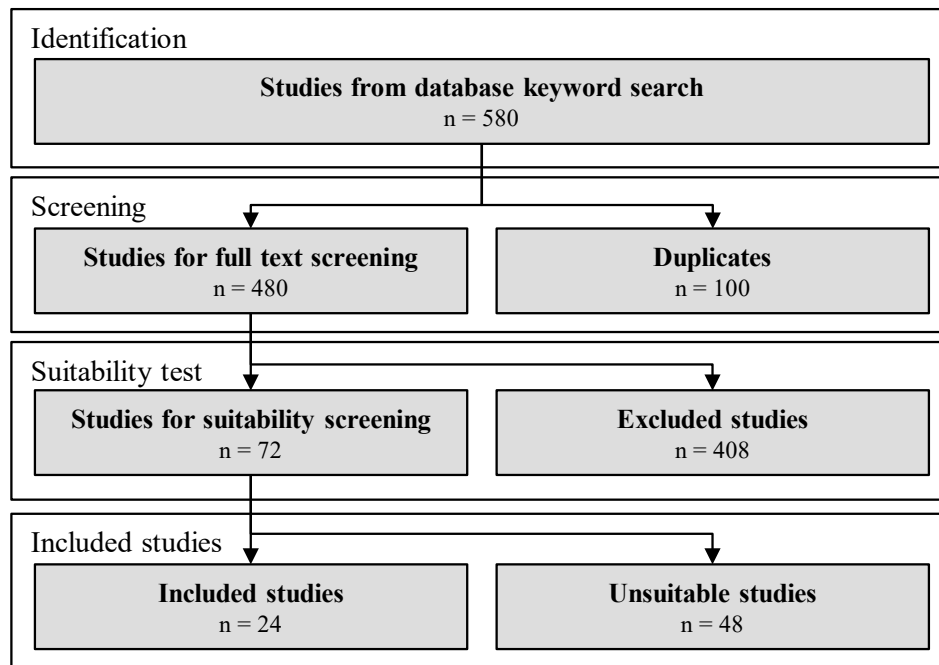 Identification
Studies from database keyword search
n = 580
Screening
Studies for full text screening
n = 480
Duplicates
n = 100
Suitability test
Studies for suitability screening
n = 72
Excluded studies
n = 408
Included studies
Included studies
n = 24
Unsuitable studies
n = 48